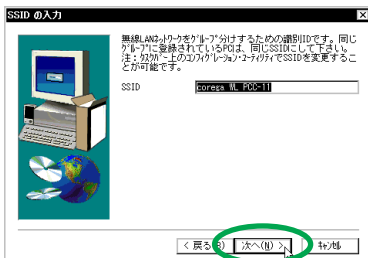 SSID の入力
無線LANﾈｯﾄﾜｰｸをｸﾞﾙｰﾌﾟ分けするための識別IDです。同じ
ｸﾞﾙｰﾌﾟに登録されているPCは、同じSSIDにして下さい。
注：ﾀｽｸﾊﾞｰ上のｺﾝﾌｨｸﾞﾚｰｼｮﾝ･ﾕｰﾃｨﾘﾃｨでSSIDを変更するこ
とが可能です。
SSID
corega WL PCC-11
< 戻る(B)
次へ(N) >
ｷｬﾝｾﾙ